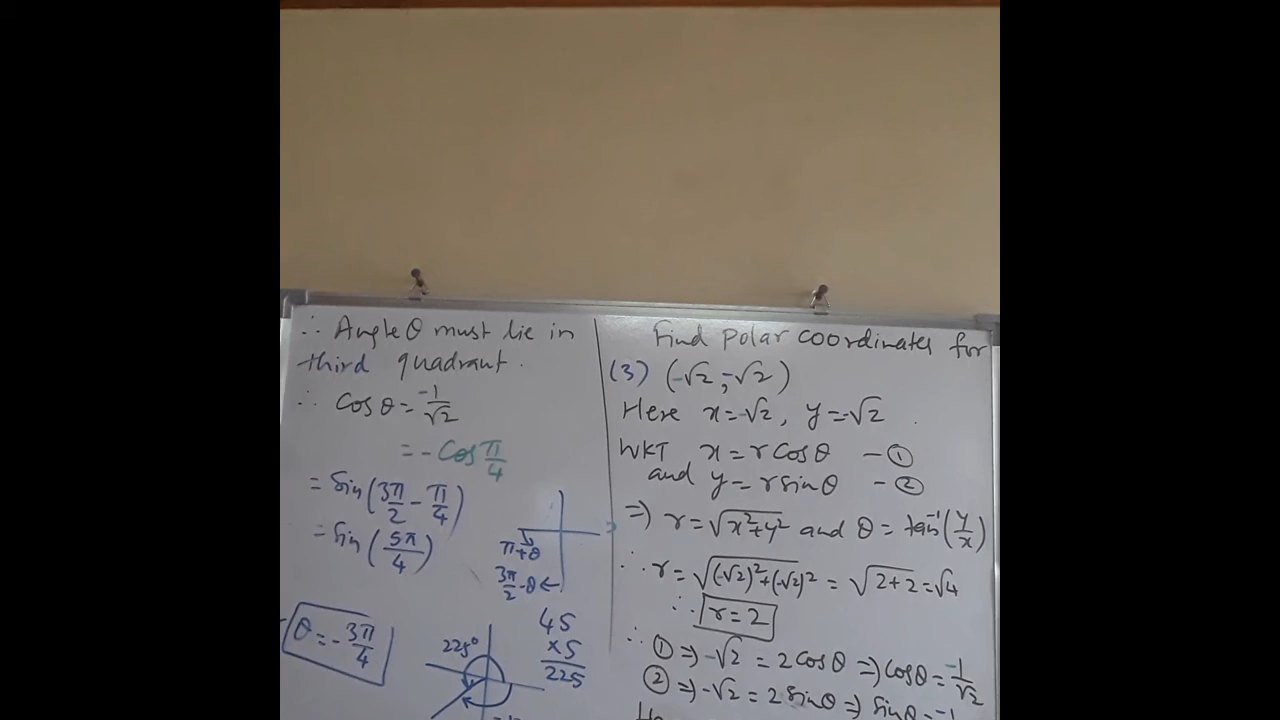 ∴ Angle θ must lie in
third quadrant.
∴ Cos θ = -1/√2
= - Cos π/4
= Sin (3π/2 - π/4)
= Sin (5π/4)
π+θ
3π/2 - θ ←
θ = -3π/4
225°
45
×5
225
Find polar coordinates for
(3) (-√2, -√2)
Here x = -√2, y = -√2 .
WKT x = r Cos θ — ①
and y = r sin θ — ②
⇒ r = √(x²+y²) and θ = tan⁻¹(y/x)
∴ r = √((-√2)²+(-√2)²) = √(2+2) = √4
∴ r = 2
∴ ① ⇒ -√2 = 2 Cos θ ⇒ Cos θ = -1/√2
② ⇒ -√2 = 2 Sin θ ⇒ Sin θ = -1